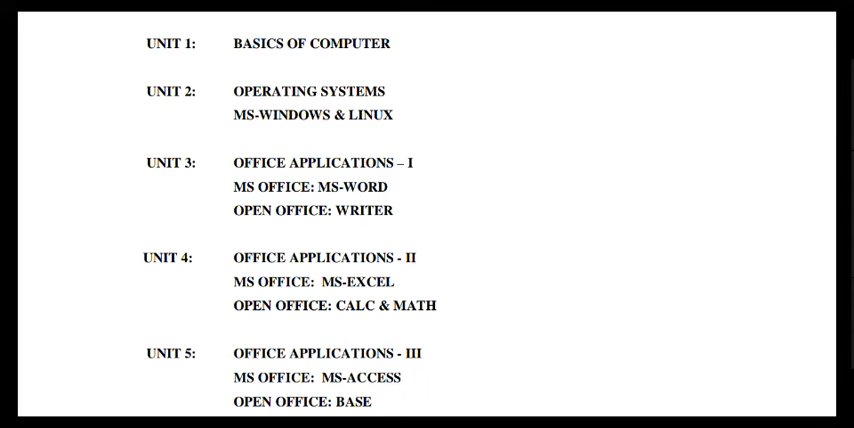 UNIT 1: BASICS OF COMPUTER
UNIT 2: OPERATING SYSTEMS
MS-WINDOWS & LINUX
UNIT 3: OFFICE APPLICATIONS – I
MS OFFICE: MS-WORD
OPEN OFFICE: WRITER
UNIT 4: OFFICE APPLICATIONS - II
MS OFFICE: MS-EXCEL
OPEN OFFICE: CALC & MATH
UNIT 5: OFFICE APPLICATIONS - III
MS OFFICE: MS-ACCESS
OPEN OFFICE: BASE